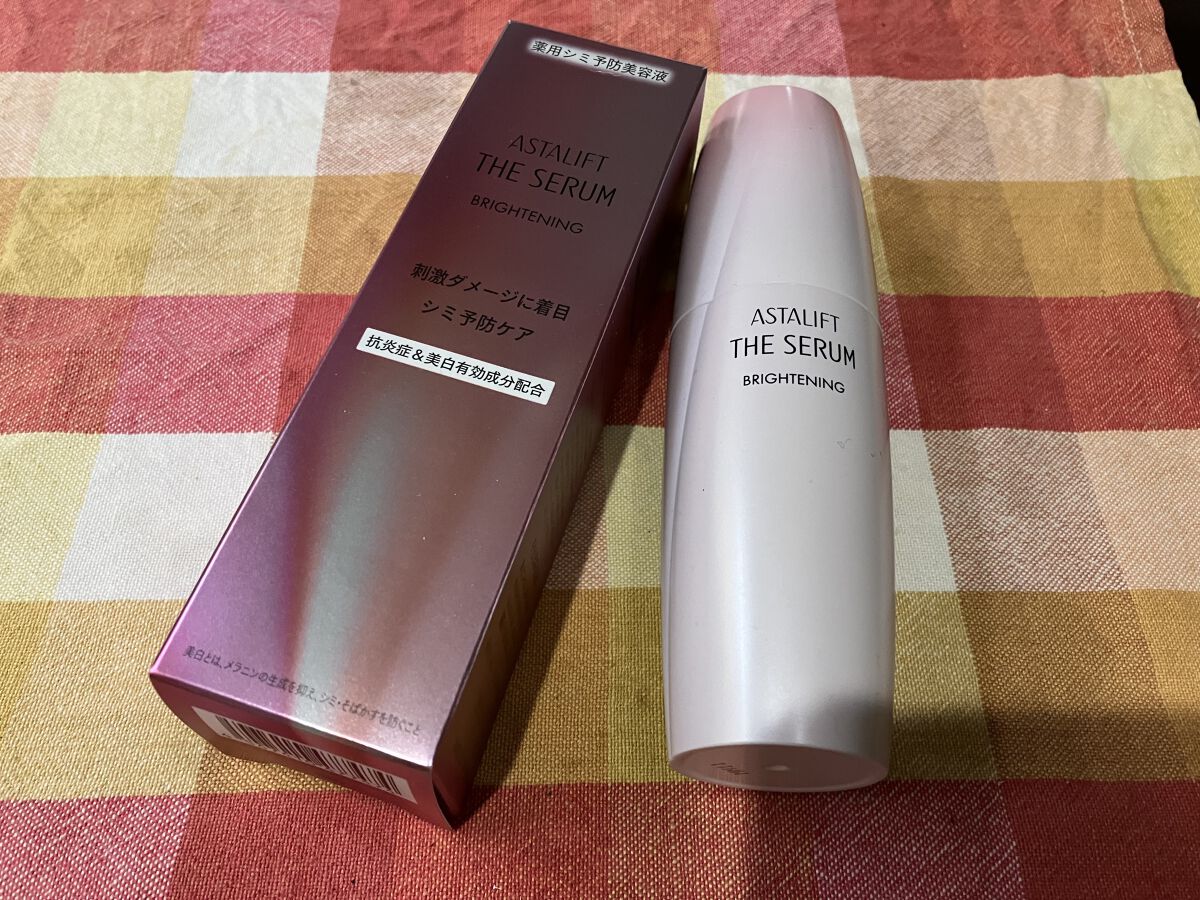 薬用シミ予防美容液
ASTALIFT
THE SERUM
BRIGHTENING
刺激ダメージに着目
シミ予防ケア
抗炎症&美白有効成分配合
美白とは、メラニンの生成を抑え、シミ・そばかすを防ぐこと
ASTALIFT
THE SERUM
BRIGHTENING